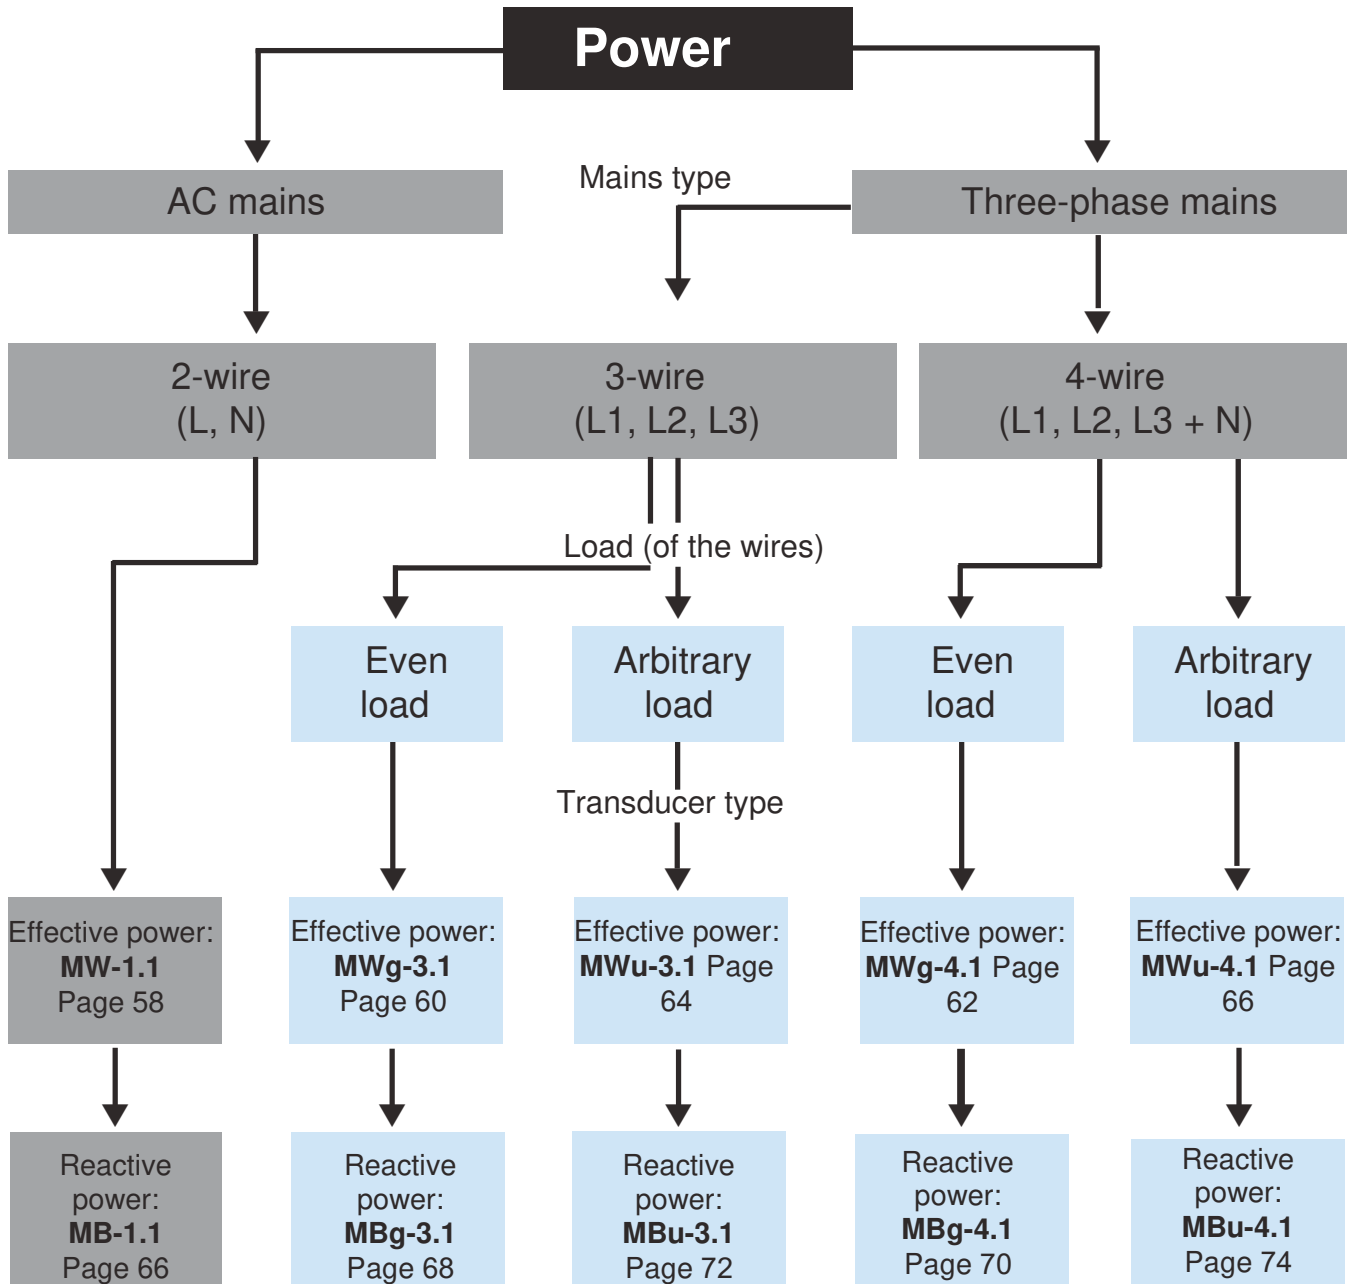 Power
Mains type
AC mains
Three-phase mains
2-wire
(L, N)
3-wire
(L1, L2, L3)
4-wire
(L1, L2, L3 + N)
Load (of the wires)
Even
load
Arbitrary
load
Even
load
Arbitrary
load
Transducer type
Effective power:
MW-1.1
Page 58
Effective power:
MWg-3.1
Page 60
Effective power:
MWu-3.1 Page
64
Effective power:
MWg-4.1 Page
62
Effective power:
MWu-4.1 Page
66
Reactive
power:
MB-1.1
Page 66
Reactive
power:
MBg-3.1
Page 68
Reactive
power:
MBu-3.1
Page 72
Reactive
power:
MBg-4.1
Page 70
Reactive
power:
MBu-4.1
Page 74